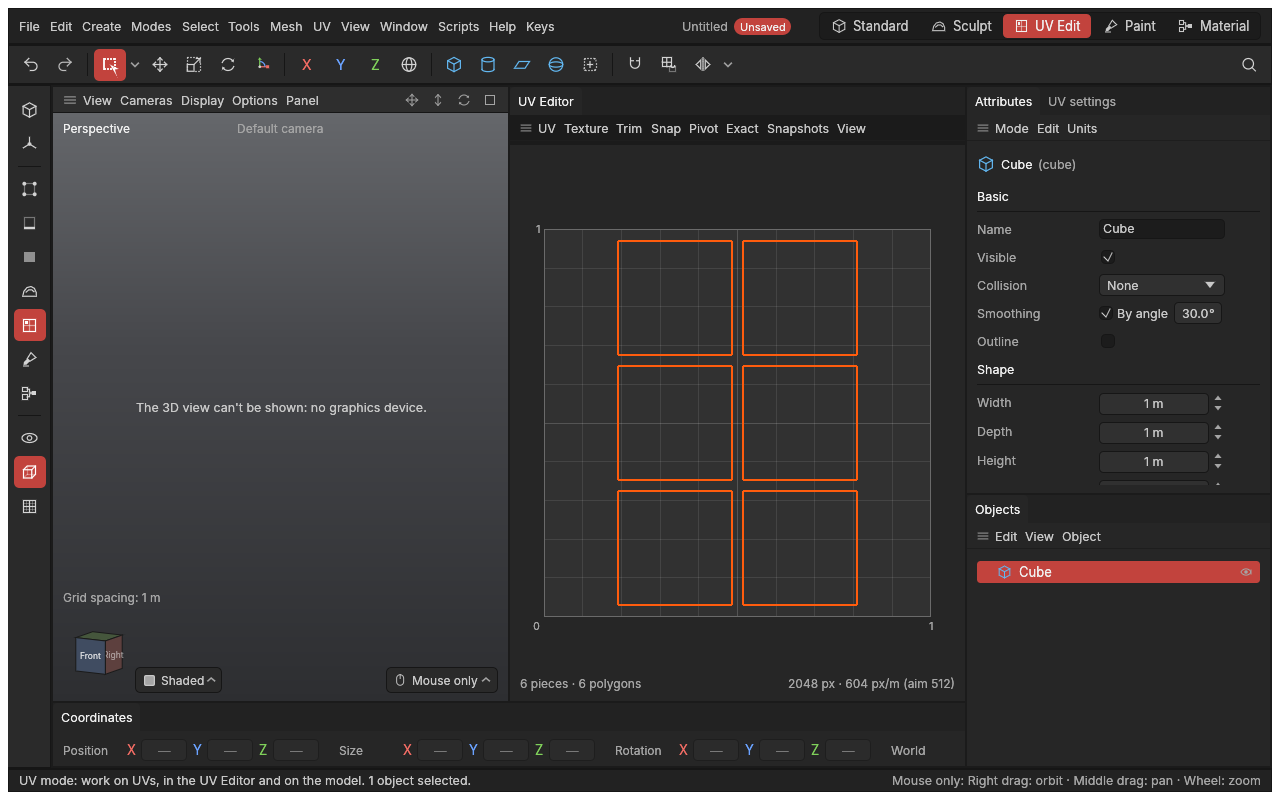 File Edit Create Modes Select Tools Mesh UV View Window Scripts Help Keys Untitled Unsaved Standard Sculpt UV Edit Paint Material
X Y Z
View Cameras Display Options Panel
Perspective Default camera
The 3D view can't be shown: no graphics device.
Grid spacing: 1 m
Front Right
Shaded Mouse only
UV Editor
UV Texture Trim Snap Pivot Exact Snapshots View
1
0 1
6 pieces · 6 polygons 2048 px · 604 px/m (aim 512)
Attributes UV settings
Mode Edit Units
Cube (cube)
Basic
Name Cube
Visible
Collision None
Smoothing By angle 30.0°
Outline
Shape
Width 1 m
Depth 1 m
Height 1 m
Objects
Edit View Object
Cube
Coordinates
Position X — Y — Z — Size X — Y — Z — Rotation X — Y — Z — World
UV mode: work on UVs, in the UV Editor and on the model. 1 object selected. Mouse only: Right drag: orbit · Middle drag: pan · Wheel: zoom